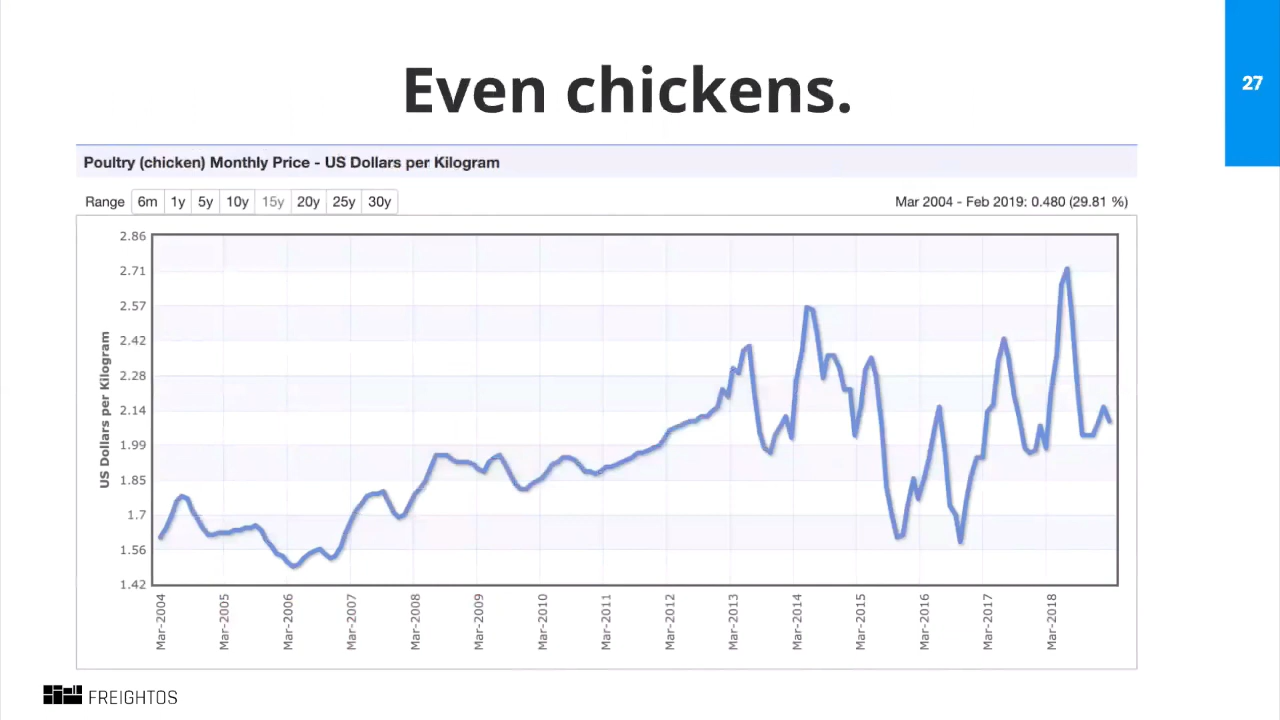 Even chickens.
27
Poultry (chicken) Monthly Price - US Dollars per Kilogram
Range 6m 1y 5y 10y 15y 20y 25y 30y
Mar 2004 - Feb 2019: 0.480 (29.81 %)
US Dollars per Kilogram
2.86
2.71
2.57
2.42
2.28
2.14
1.99
1.85
1.7
1.56
1.42
Mar-2004
Mar-2005
Mar-2006
Mar-2007
Mar-2008
Mar-2009
Mar-2010
Mar-2011
Mar-2012
Mar-2013
Mar-2014
Mar-2015
Mar-2016
Mar-2017
Mar-2018
FREIGHTOS